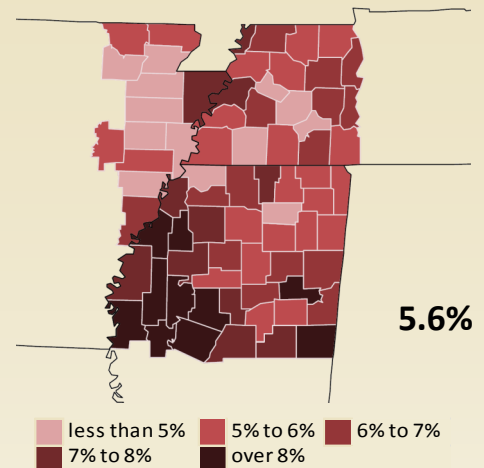 5.6%
less than 5% 5% to 6% 6% to 7%
7% to 8% over 8%